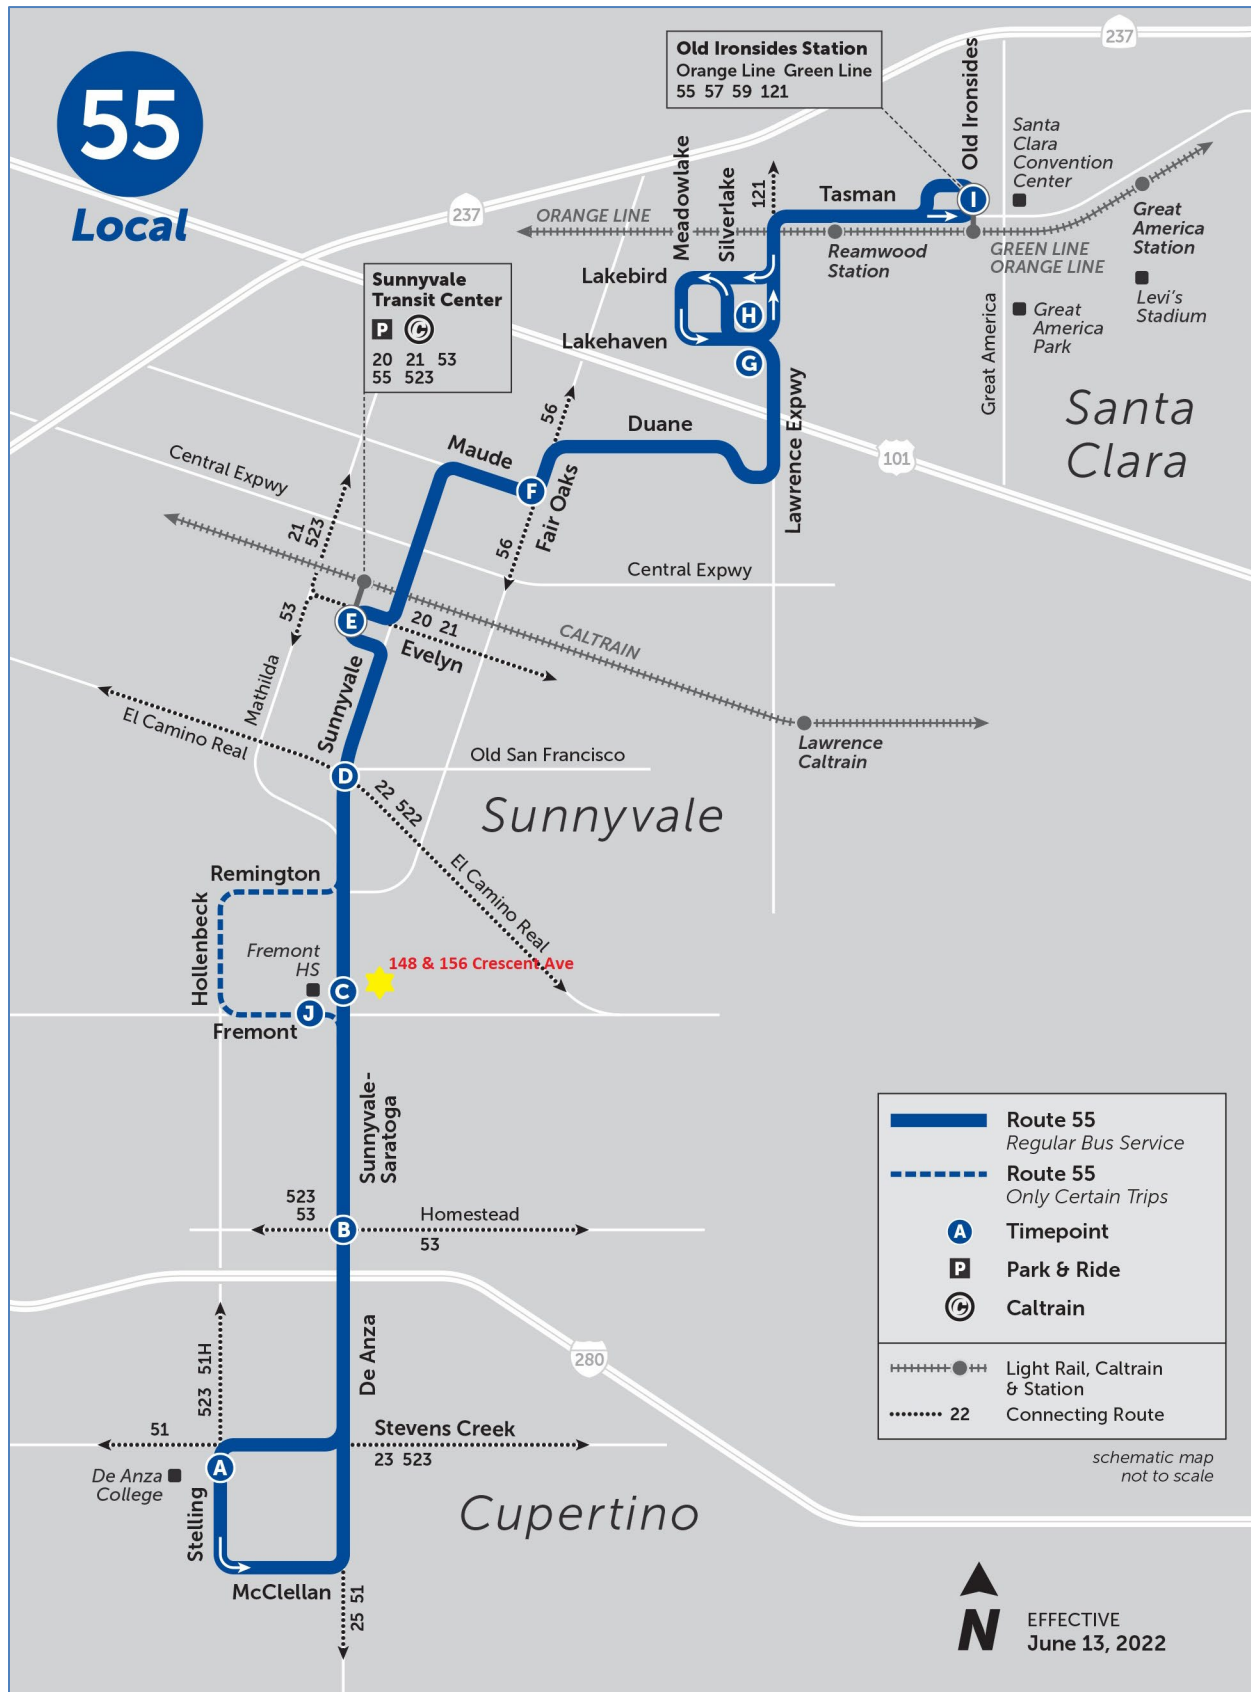 55
Local
237
Old Ironsides Station
Orange Line Green Line
55 57 59 121
Old Ironsides
Santa
Clara
Convention
Center
Meadowlake
Silverlake
121
Tasman
I
237
ORANGE LINE
Reamwood
Station
GREEN LINE
ORANGE LINE
Great
America
Station
Levi's
Stadium
Great America
Great
America
Park
Lakebird
Lakehaven
H
G
Sunnyvale
Transit Center
P C
20 21 53
55 523
Lawrence Expwy
Santa
Clara
101
56
Duane
Maude
F
Fair Oaks
56
Central Expwy
21
523
Central Expwy
53
E
20 21
Evelyn
CALTRAIN
Mathilda
Sunnyvale
El Camino Real
Lawrence
Caltrain
Old San Francisco
D
22 522
Sunnyvale
El Camino Real
Remington
Hollenbeck
Fremont
HS
C
148 & 156 Crescent Ave
J
Fremont
Sunnyvale-
Saratoga
523
53
B
Homestead
53
De Anza
280
523 51H
51
Stevens Creek
23 523
A
De Anza
College
Stelling
Cupertino
McClellan
25 51
Route 55
Regular Bus Service
Route 55
Only Certain Trips
A Timepoint
P Park & Ride
C Caltrain
Light Rail, Caltrain
& Station
22 Connecting Route
schematic map
not to scale
N
EFFECTIVE
June 13, 2022